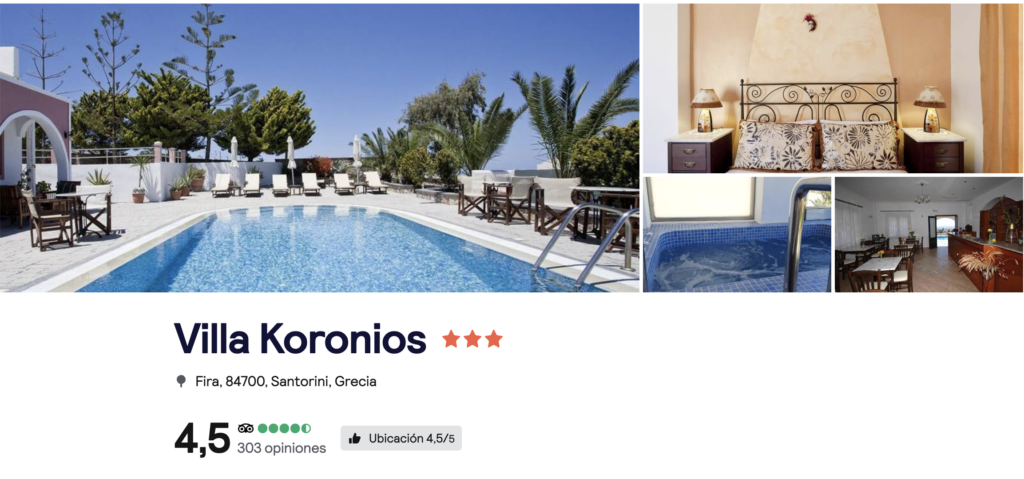 Villa Koronios
Fira, 84700, Santorini, Grecia
4,5
303 opiniones
Ubicación 4,5/5